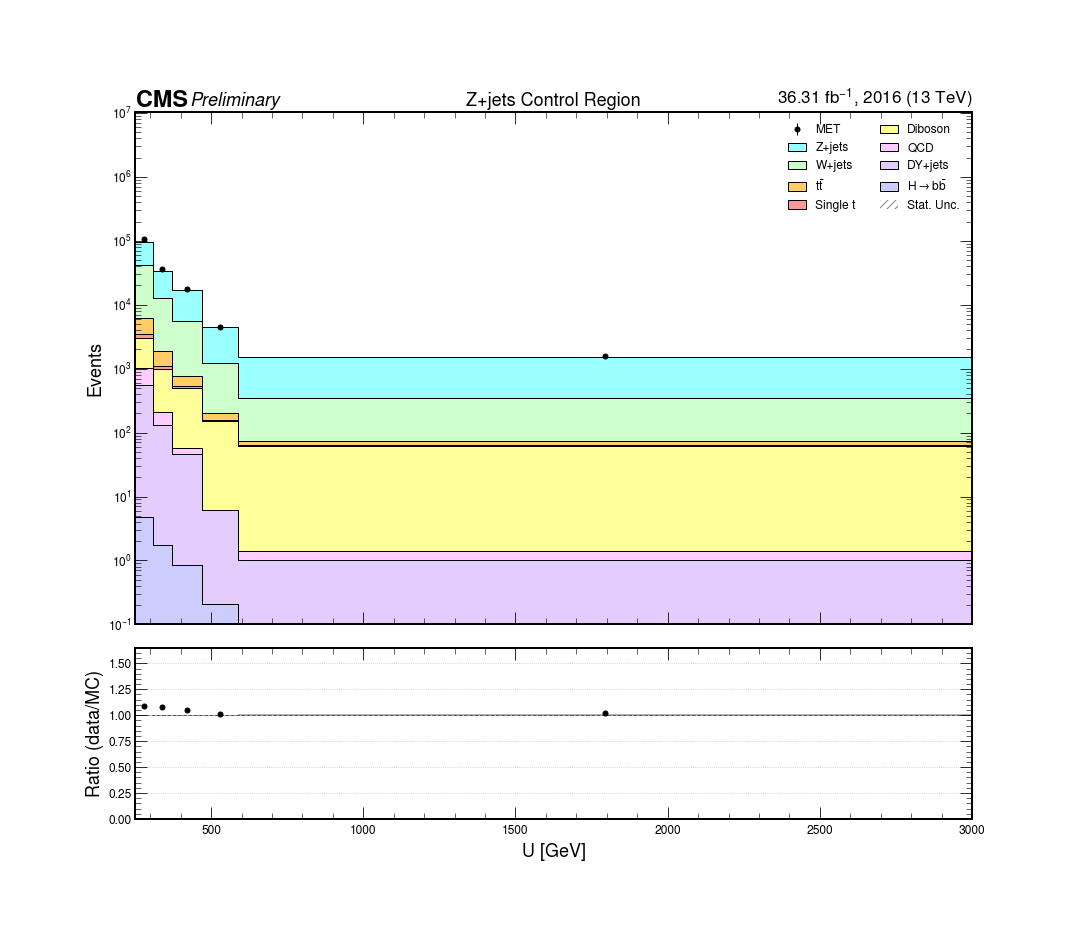 CMS Preliminary Z+jets Control Region 36.31 fb⁻¹, 2016 (13 TeV)
10⁷
10⁶
10⁵
10⁴
10³
10²
10¹
10⁰
10⁻¹
Events
MET
Z+jets
W+jets
tt̄
Single t
Diboson
QCD
DY+jets
H→bb̄
Stat. Unc.
1.50
1.25
1.00
0.75
0.50
0.25
0.00
Ratio (data/MC)
500 1000 1500 2000 2500 3000
U [GeV]